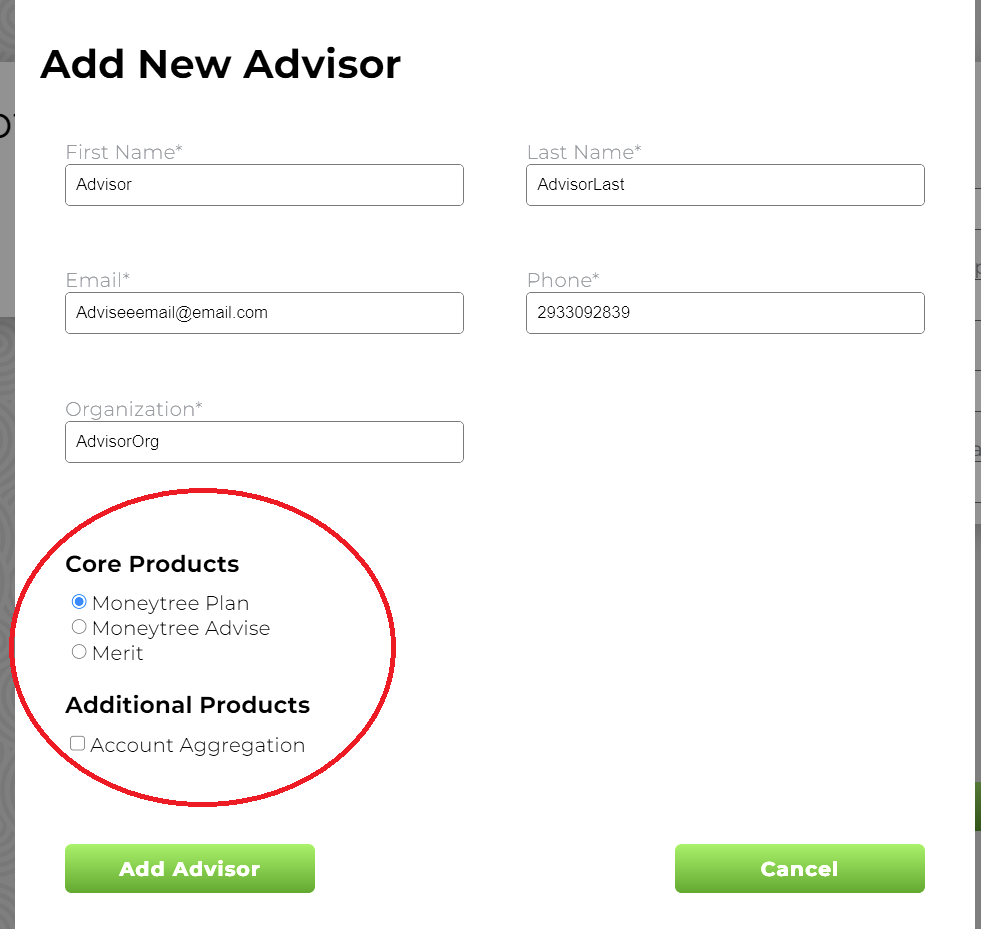 Add New Advisor
First Name* Last Name*
Advisor AdvisorLast
Email* Phone*
Adviseeemail@email.com 2933092839
Organization*
AdvisorOrg
Core Products
Moneytree Plan
Moneytree Advise
Merit
Additional Products
Account Aggregation
Add Advisor Cancel